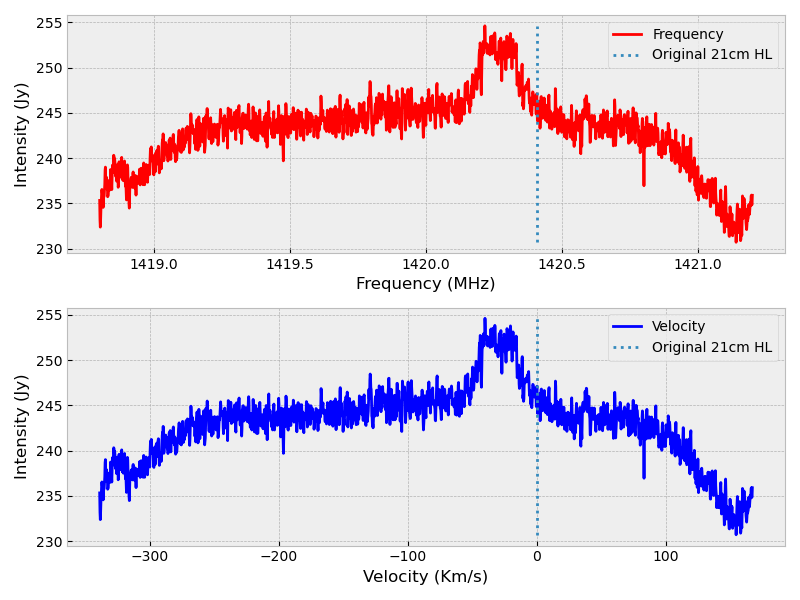 255
250
245
240
235
230
Intensity (Jy)
Frequency
Original 21cm HL
1419.0 1419.5 1420.0 1420.5 1421.0
Frequency (MHz)
255
250
245
240
235
230
Intensity (Jy)
Velocity
Original 21cm HL
−300 −200 −100 0 100
Velocity (Km/s)